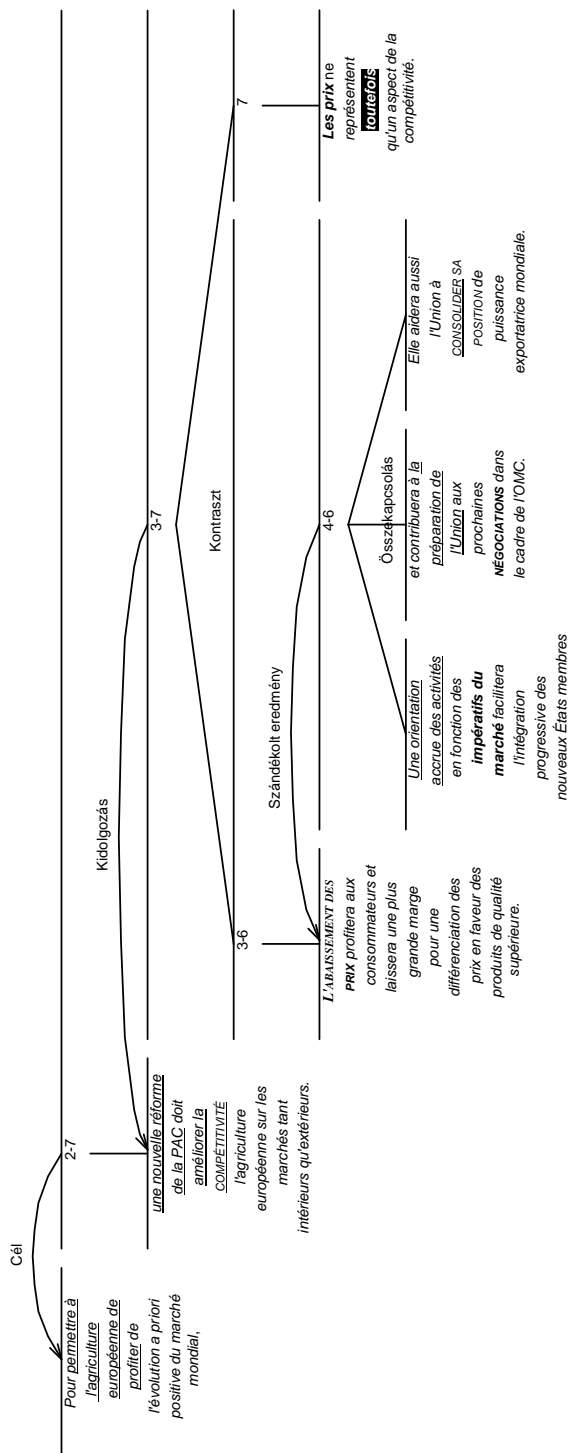 Cél
2-7
Pour permettre à
l'agriculture
européenne de
profiter de
l'évolution a priori
positive du marché
mondial,
Kidolgozás
3-7
une nouvelle réforme
de la PAC doit
améliorer la
COMPÉTITIVITÉ
l'agriculture
européenne sur les
marchés tant
intérieurs qu'extérieurs.
Kontraszt
3-6
7
Szándékolt eredmény
4-6
L'ABAISSEMENT DES
PRIX profitera aux
consommateurs et
laissera une plus
grande marge
pour une
différenciation des
prix en faveur des
produits de qualité
supérieure.
Összekapcsolás
Une orientation
accrue des activités
en fonction des
impératifs du
marché facilitera
l'intégration
progressive des
nouveaux États membres
et contribuera à la
préparation de
l'Union aux
prochaines
NÉGOCIATIONS dans
le cadre de l'OMC.
Elle aidera aussi
l'Union à
CONSOLIDER SA
POSITION de
puissance
exportatrice mondiale.
Les prix ne
représentent
toutefois
qu'un aspect de la
compétitivité.